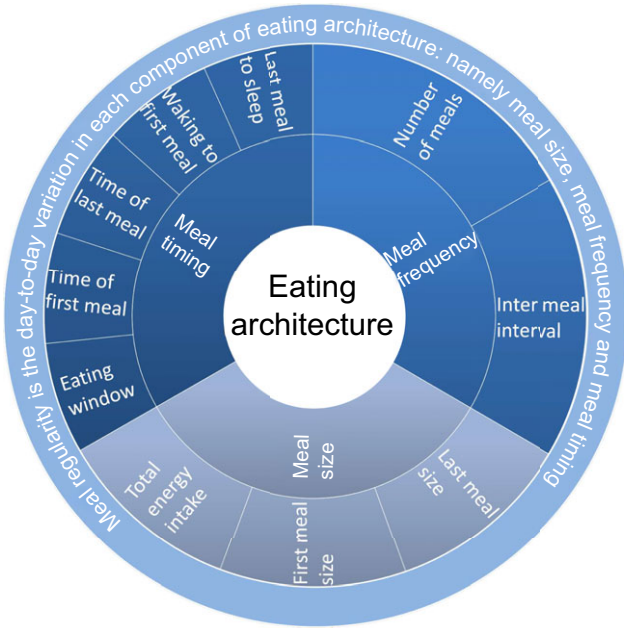 Meal regularity is the day-to-day variation in each component of eating architecture: namely meal size, meal frequency and meal timing
Eating
architecture
Meal
timing
Last meal
to sleep
Waking to
first meal
Time of
last meal
Time of
first meal
Eating
window
Meal
frequency
Number
of meals
Inter meal
interval
Meal
size
Total
energy
intake
First meal
size
Last meal
size